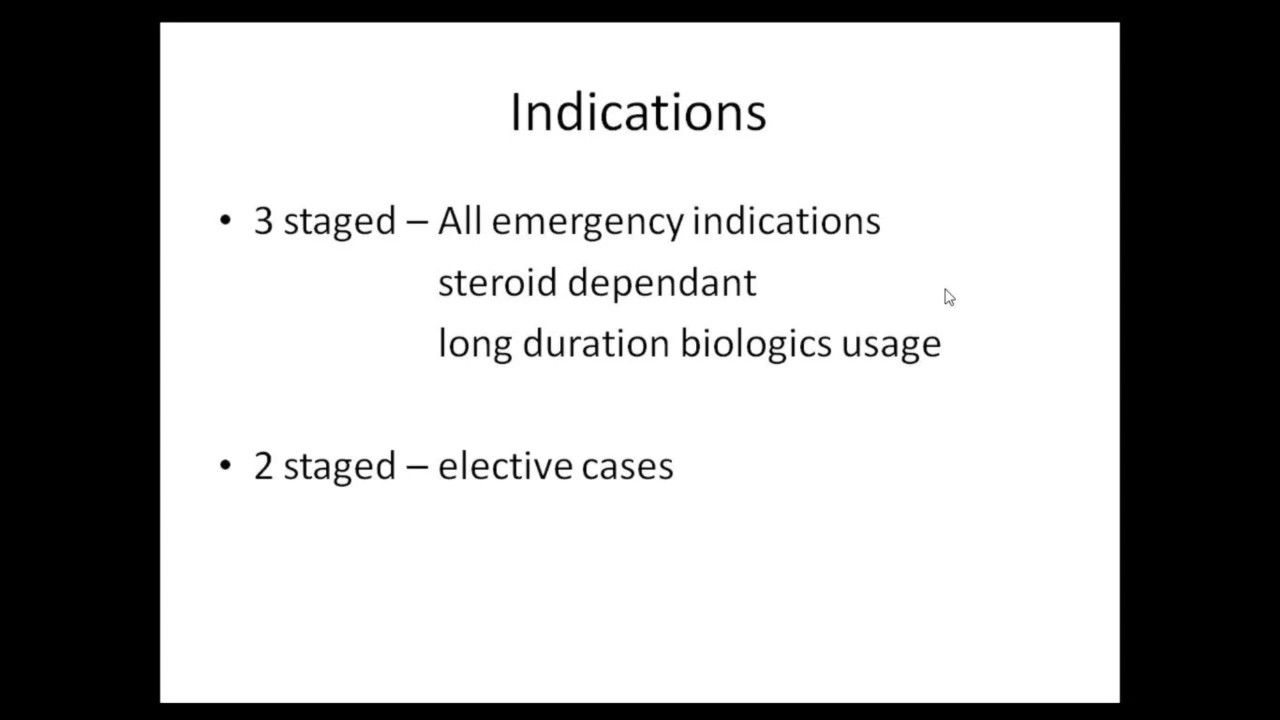 Indications
• 3 staged – All emergency indications
steroid dependant
long duration biologics usage
• 2 staged – elective cases